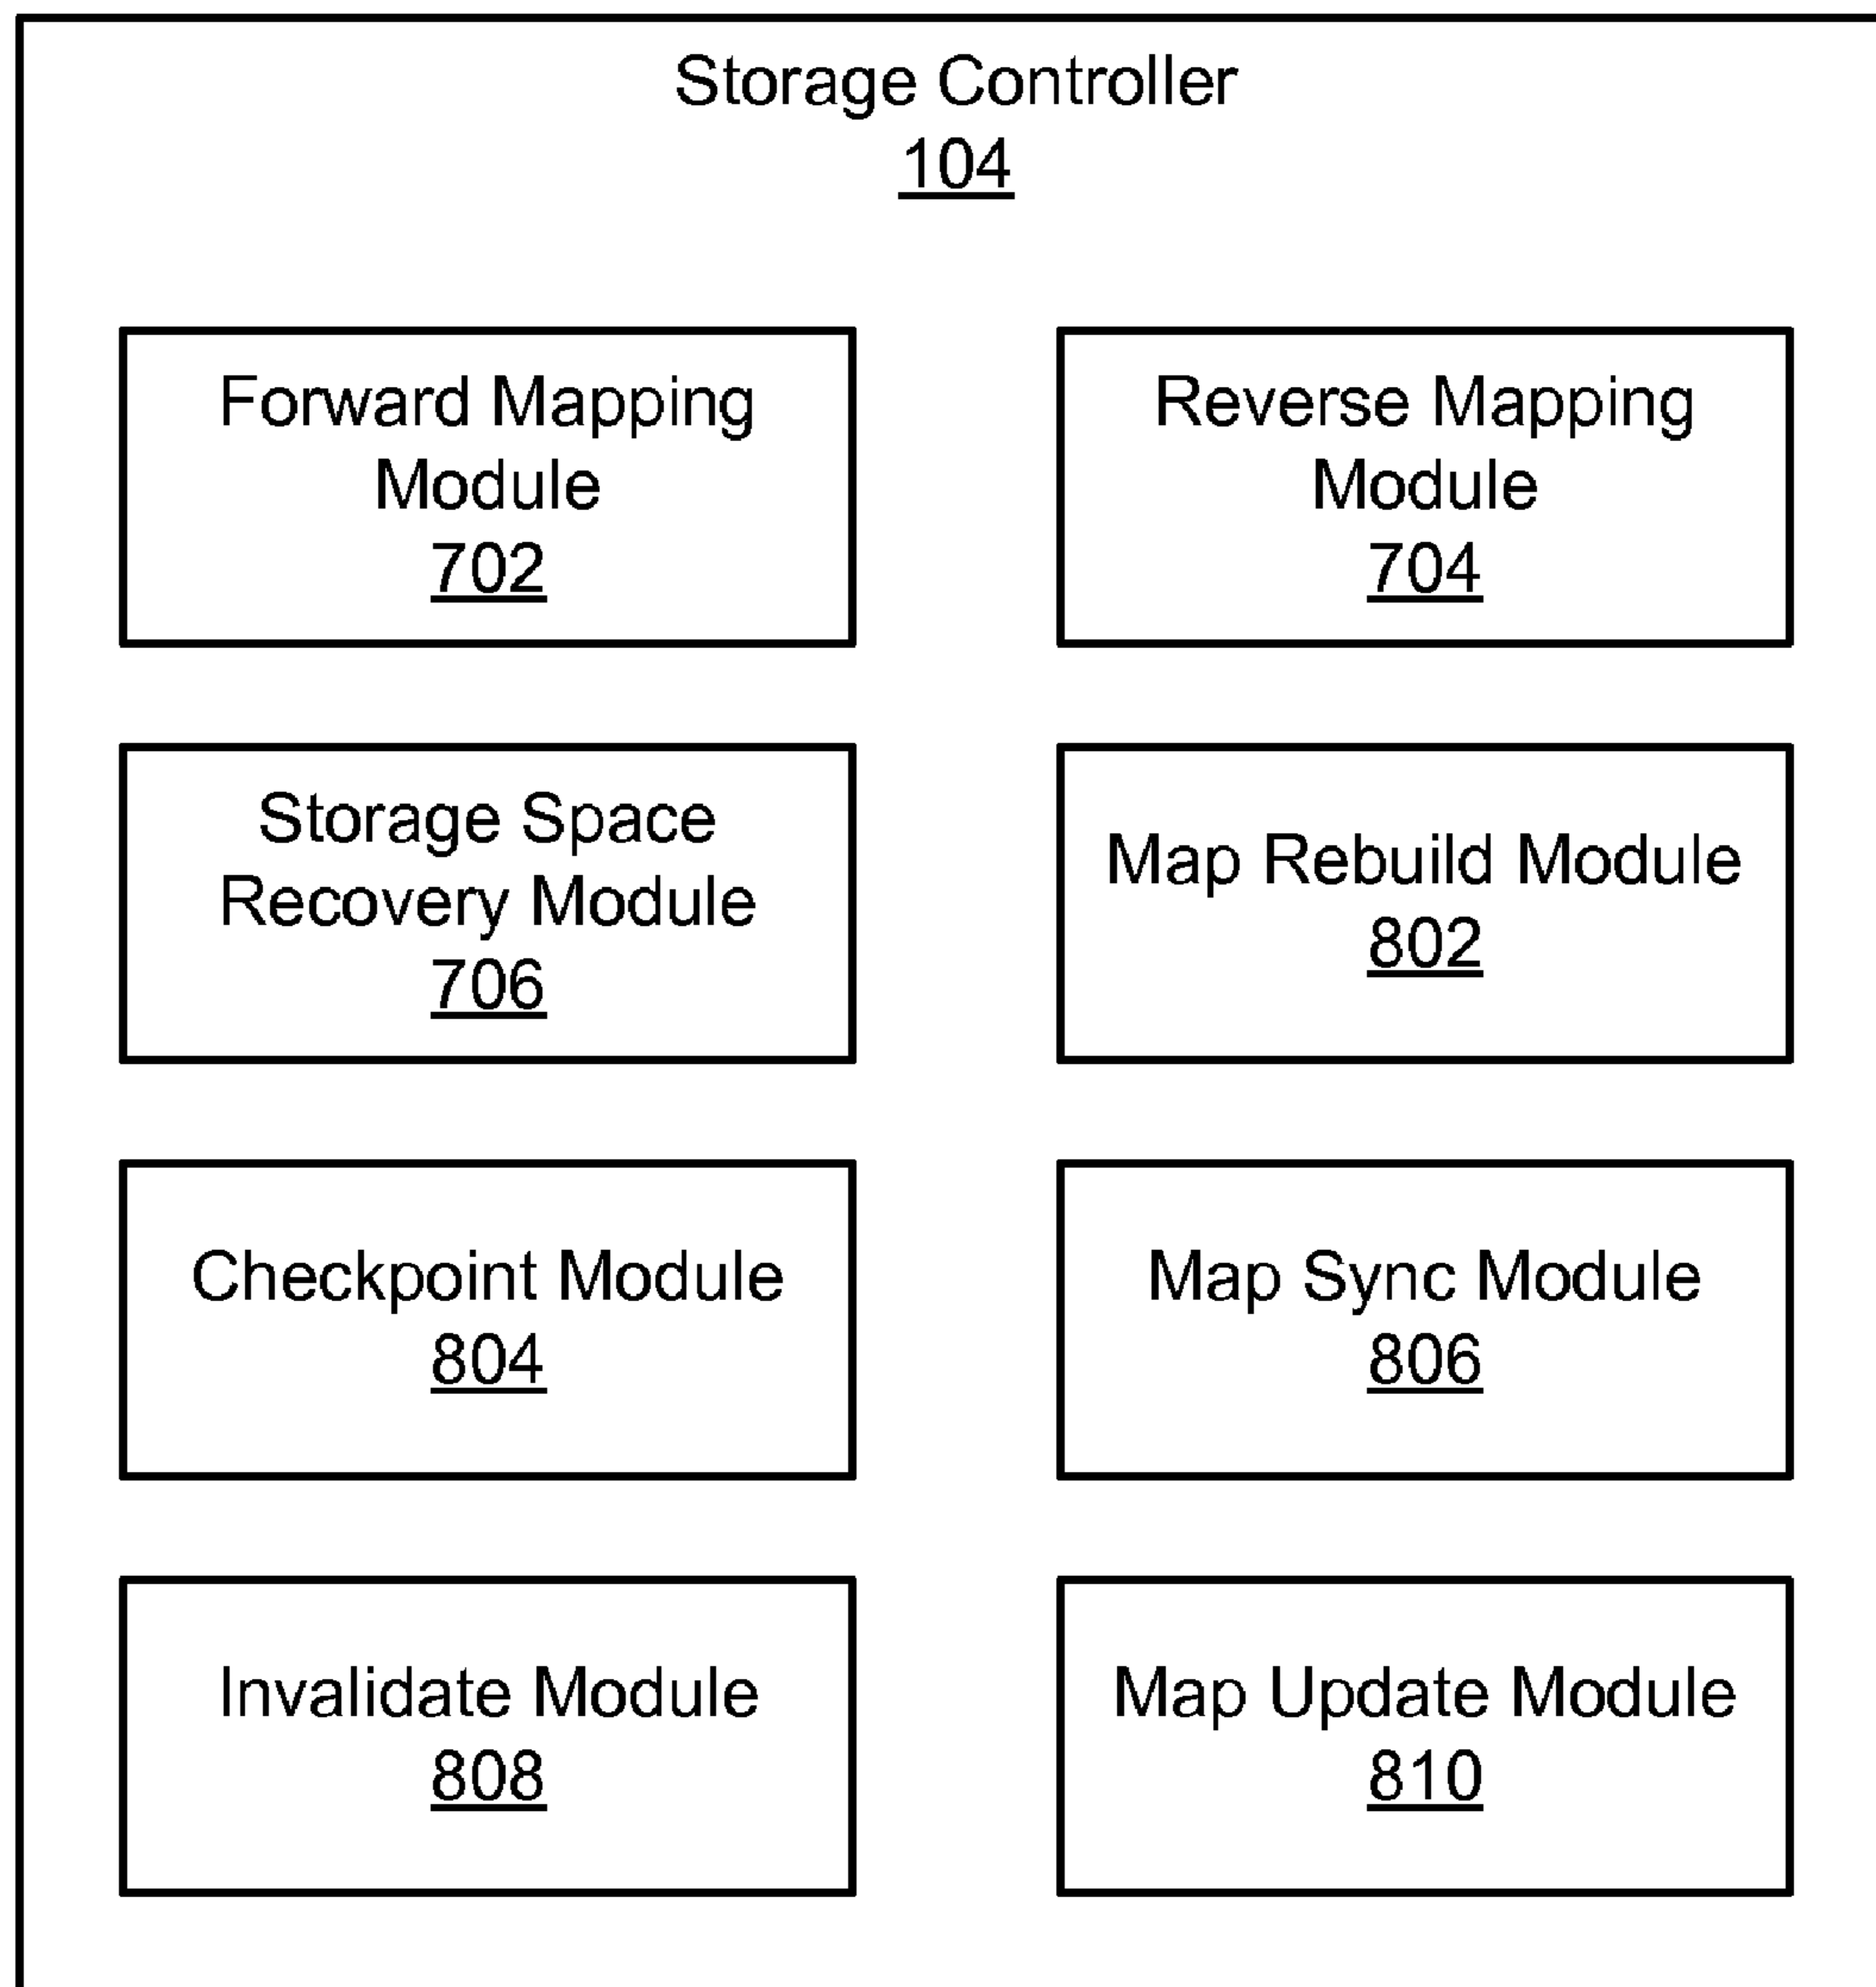 Storage Controller
104
Forward Mapping
Module
702
Reverse Mapping
Module
704
Storage Space
Recovery Module
706
Map Rebuild Module
802
Checkpoint Module
804
Map Sync Module
806
Invalidate Module
808
Map Update Module
810